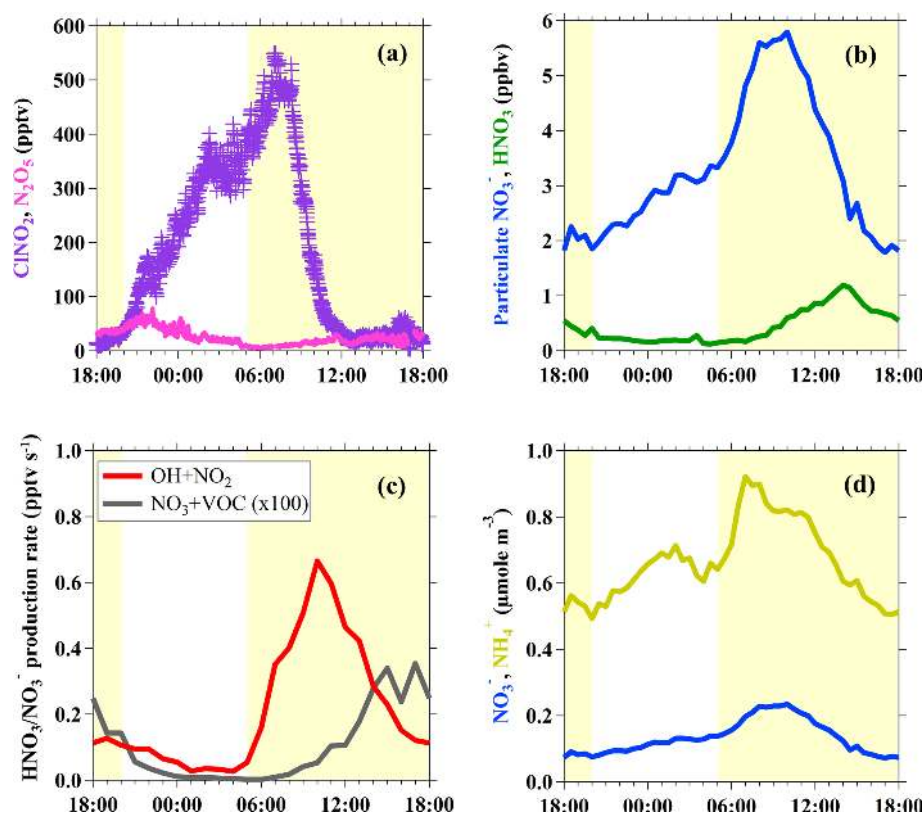 (a)
ClNO₂, N₂O₅ (pptv)
600
500
400
300
200
100
0
18:00 00:00 06:00 12:00 18:00
(b)
Particulate NO₃⁻, HNO₃ (ppbv)
6
5
4
3
2
1
0
18:00 00:00 06:00 12:00 18:00
(c)
HNO₃/NO₃⁻ production rate (pptv s⁻¹)
1.0
0.8
0.6
0.4
0.2
0.0
OH+NO₂
NO₃+VOC (x100)
18:00 00:00 06:00 12:00 18:00
(d)
NO₃⁻, NH₄⁺ (µmole m⁻³)
1.0
0.8
0.6
0.4
0.2
0.0
18:00 00:00 06:00 12:00 18:00